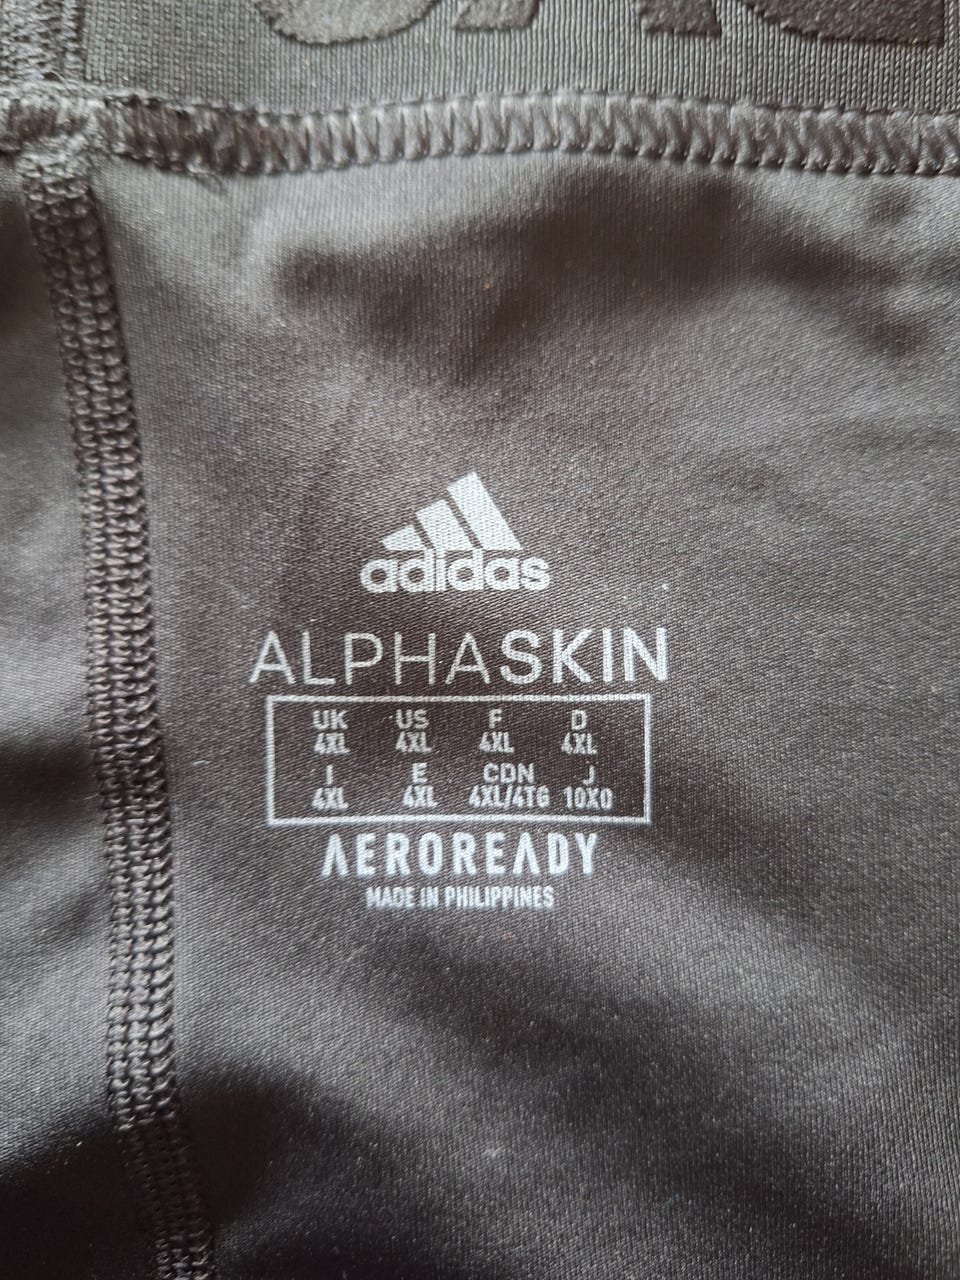 adidas
ALPHASKIN
UK US F D
4XL 4XL 4XL 4XL
I E CDN J
4XL 4XL 4XL/4TG 10XO
AEROREADY
MADE IN PHILIPPINES